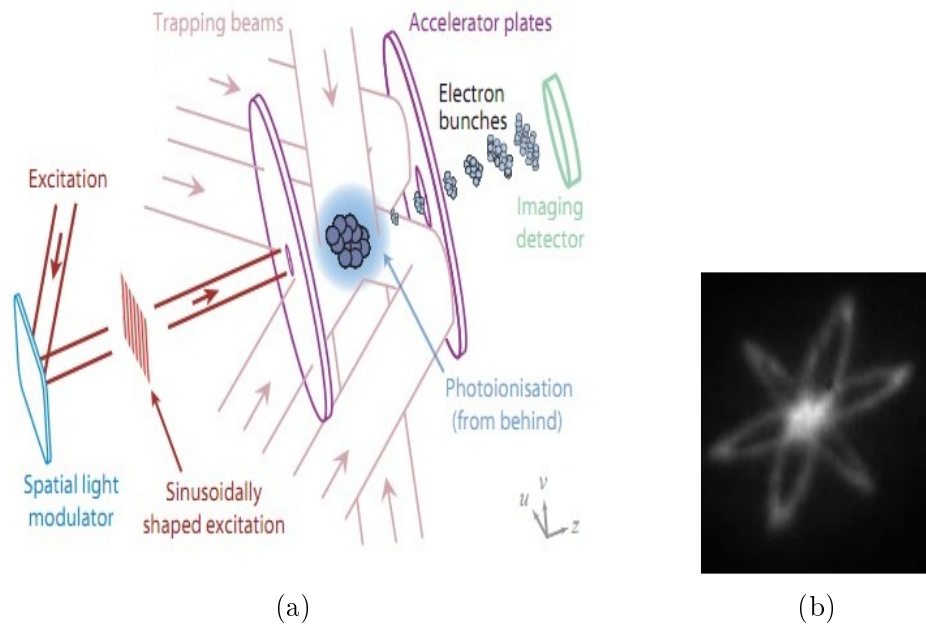 Trapping beams
Accelerator plates
Electron
bunches
Excitation
Imaging
detector
Photoionisation
(from behind)
Spatial light
modulator
Sinusoidally
shaped excitation
v
u
z
(a)
(b)